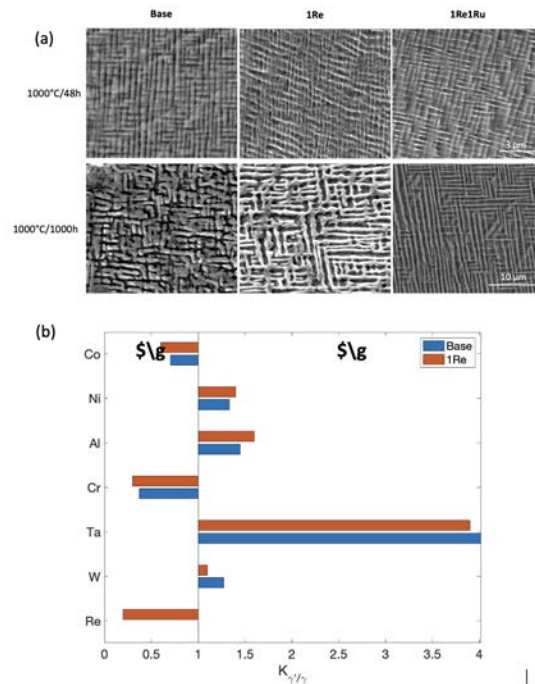 Base 1Re 1Re1Ru
(a)
1000°C/48h
3 μm
1000°C/1000h
10 μm
(b)
$\g $\g
Base
1Re
Co
Ni
Al
Cr
Ta
W
Re
0 0.5 1 1.5 2 2.5 3 3.5 4
K γ'/γ